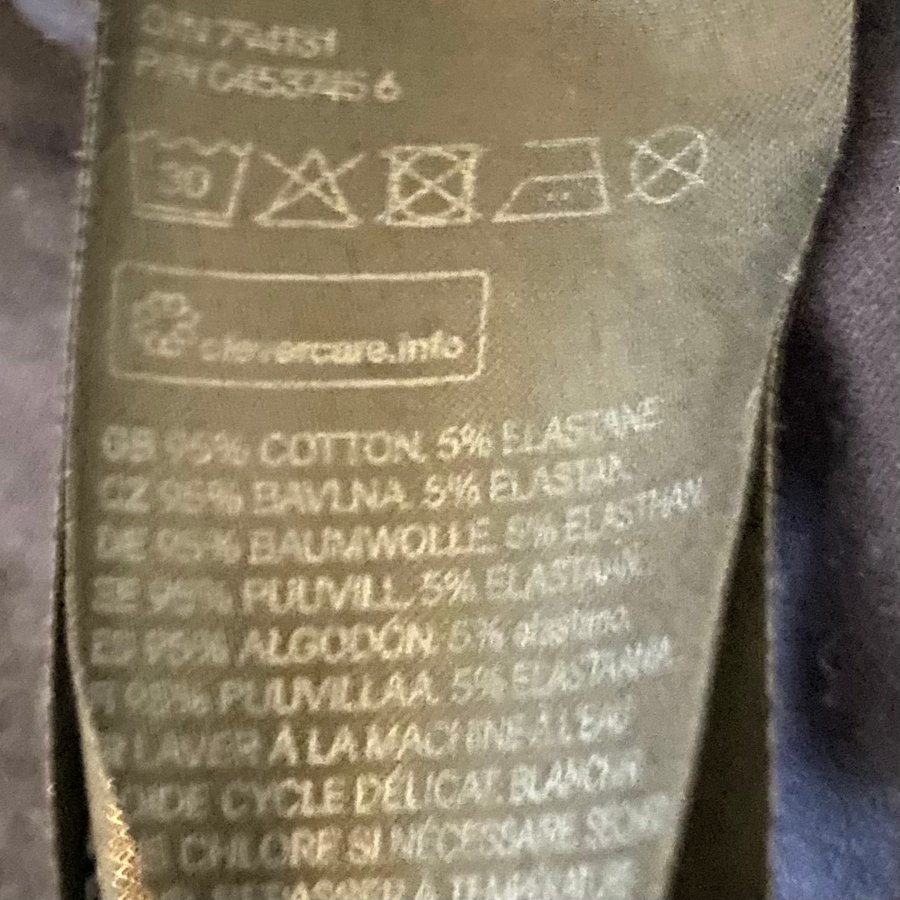 30
clevercare.info
GB 95% COTTON. 5% ELASTANE
CZ 95% BAVLNA. 5% ELASTAN.
DE 95% BAUMWOLLE. 5% ELASTHAN
EE 95% PUUVILL. 5% ELASTAAN.
ES 95% ALGODÓN. 5% elastano.
FI 95% PUUVILLAA. 5% ELASTAANIA
LAVER À LA MACHINE À L'EAU
CYCLE DÉLICAT. BLANCHIR
CHLORE SI NÉCESSAIRE
À